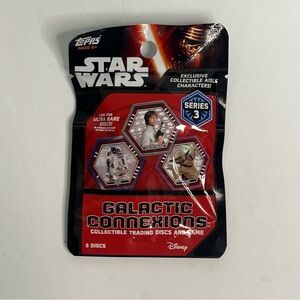 TOPPS
AGES 6+
STAR
WARS
EXCLUSIVE
COLLECTIBLE AISLE
CHARACTERS!
SERIES
3
LOOK FOR
ULTRA RARE
DISCS!
GALACTIC
CONNEXIONS
COLLECTIBLE TRADING DISCS AND GAME
5 DISCS
Disney